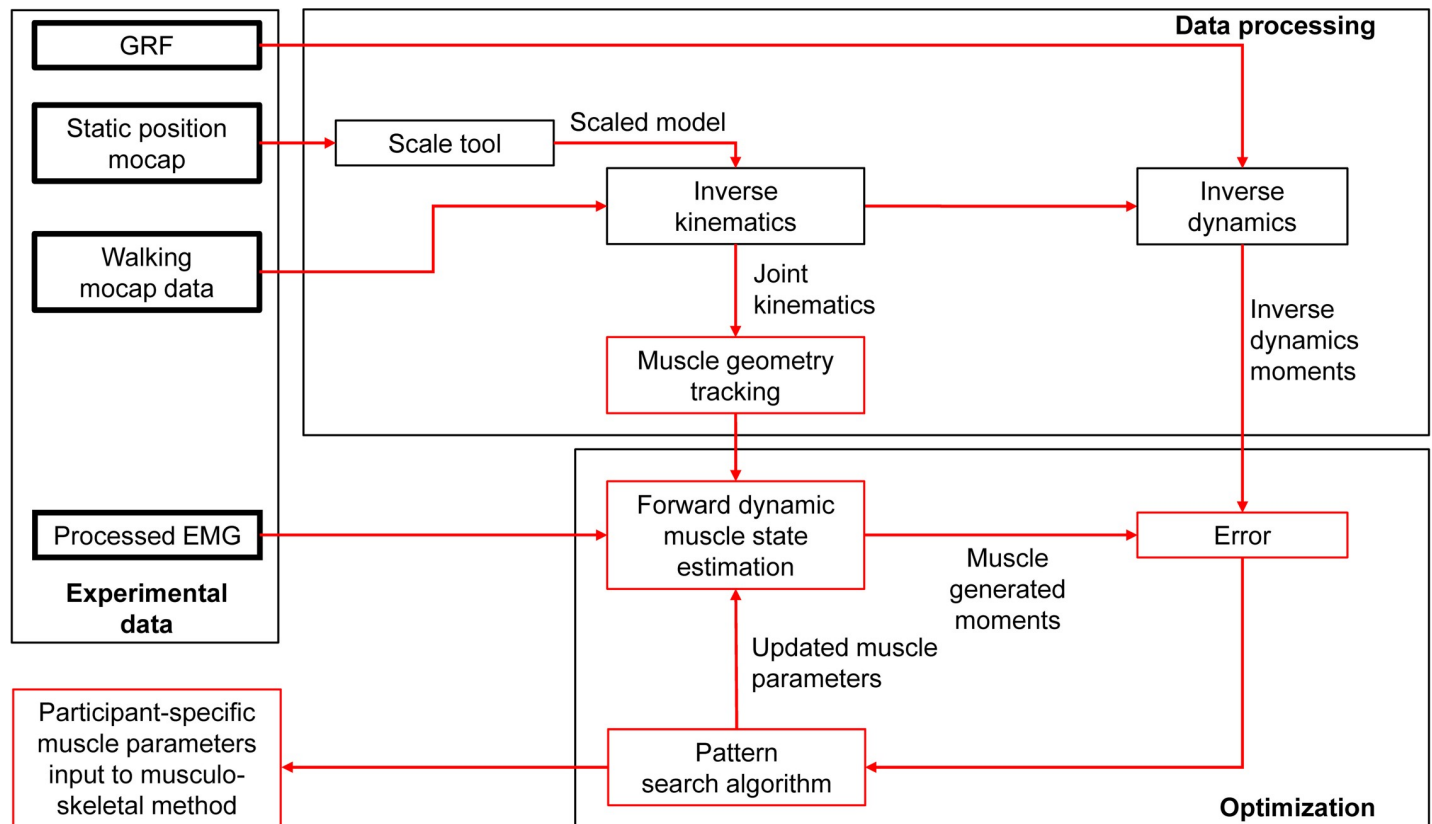 Data processing
GRF
Static position
mocap
Scale tool
Scaled model
Inverse
kinematics
Inverse
dynamics
Walking
mocap data
Joint
kinematics
Inverse
dynamics
moments
Muscle geometry
tracking
Processed EMG
Forward dynamic
muscle state
estimation
Error
Muscle
generated
moments
Experimental
data
Updated muscle
parameters
Participant-specific
muscle parameters
input to musculo-
skeletal method
Pattern
search algorithm
Optimization